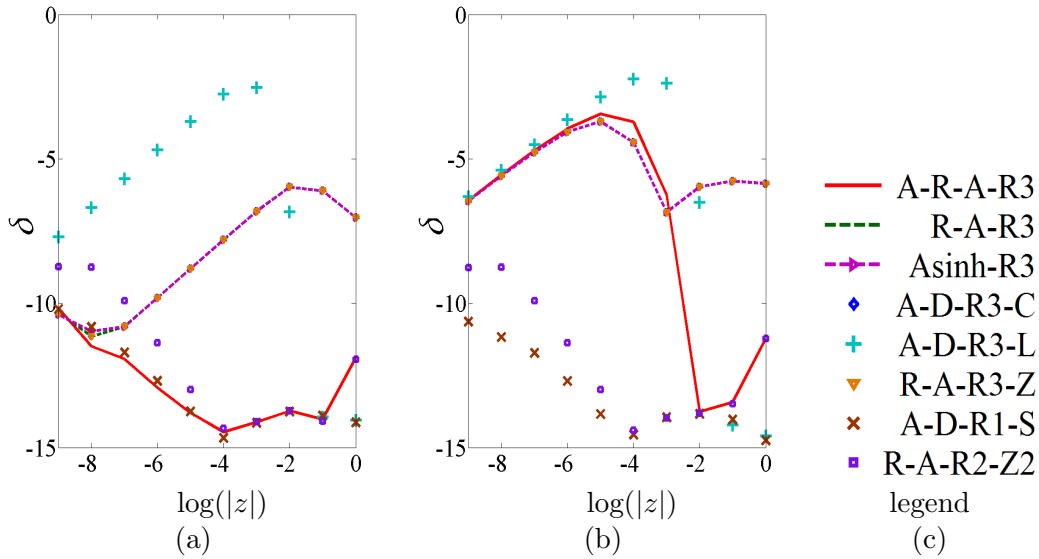 0
-5
-10
-15
-8 -6 -4 -2 0
δ
log(|z|)
(a)
0
-5
-10
-15
-8 -6 -4 -2 0
δ
log(|z|)
(b)
A-R-A-R3
R-A-R3
Asinh-R3
A-D-R3-C
A-D-R3-L
R-A-R3-Z
A-D-R1-S
R-A-R2-Z2
legend
(c)